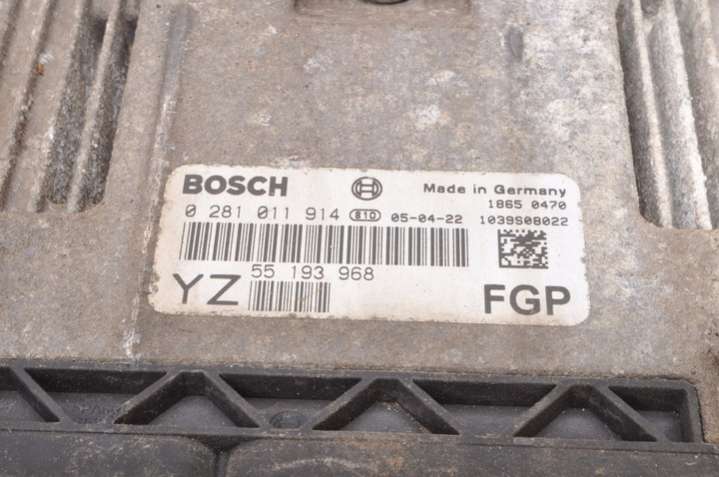 BOSCH Made in Germany
1865 0470
0 281 011 914 810 05-04-22 1039S08022
55 193 968
YZ FGP